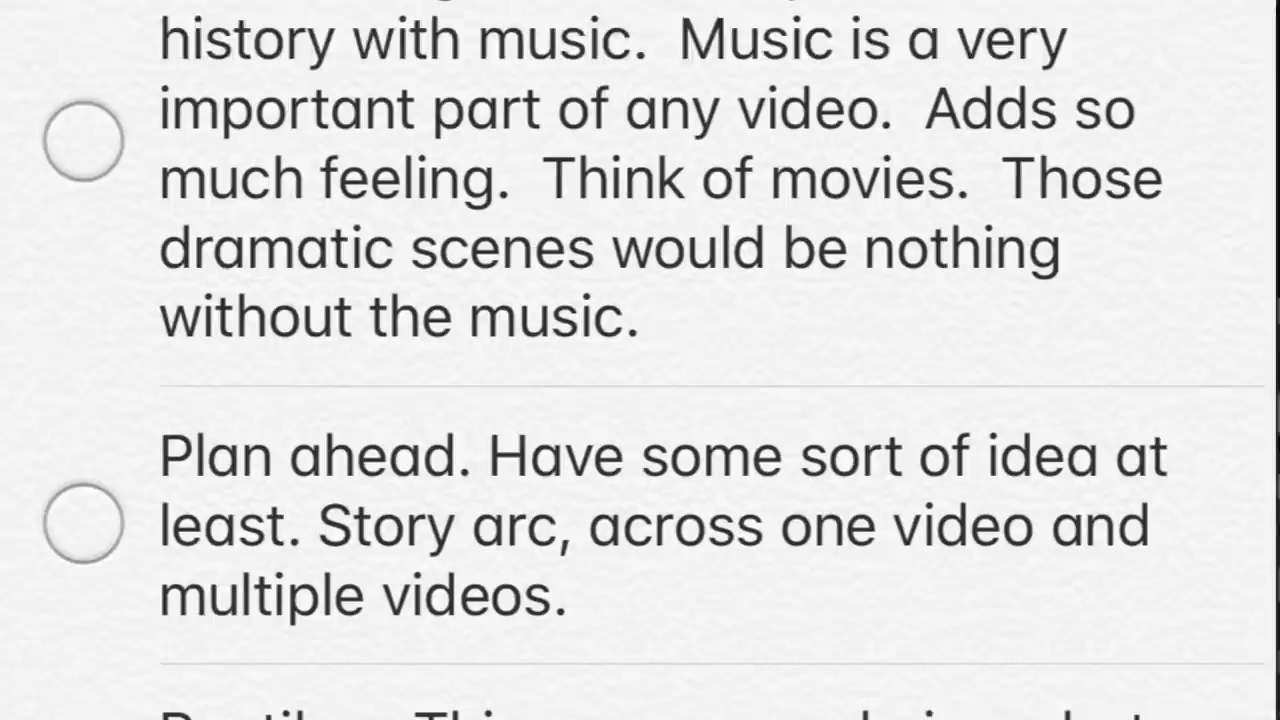 history with music.  Music is a very
important part of any video.  Adds so
much feeling.  Think of movies.  Those
dramatic scenes would be nothing
without the music.
Plan ahead. Have some sort of idea at
least. Story arc, across one video and
multiple videos.